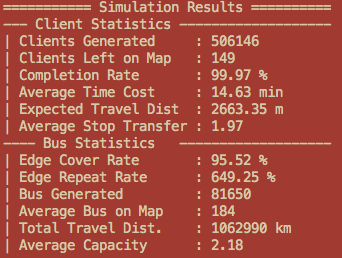 =========== Simulation Results ==========
--- Client Statistics -------------------
| Clients Generated     : 506146
| Clients Left on Map   : 149
| Completion Rate       : 99.97 %
| Average Time Cost     : 14.63 min
| Expected Travel Dist  : 2663.35 m
| Average Stop Transfer : 1.97
---- Bus Statistics   -------------------
| Edge Cover Rate       : 95.52 %
| Edge Repeat Rate      : 649.25 %
| Bus Generated         : 81650
| Average Bus on Map    : 184
| Total Travel Dist.    : 1062990 km
| Average Capacity      : 2.18